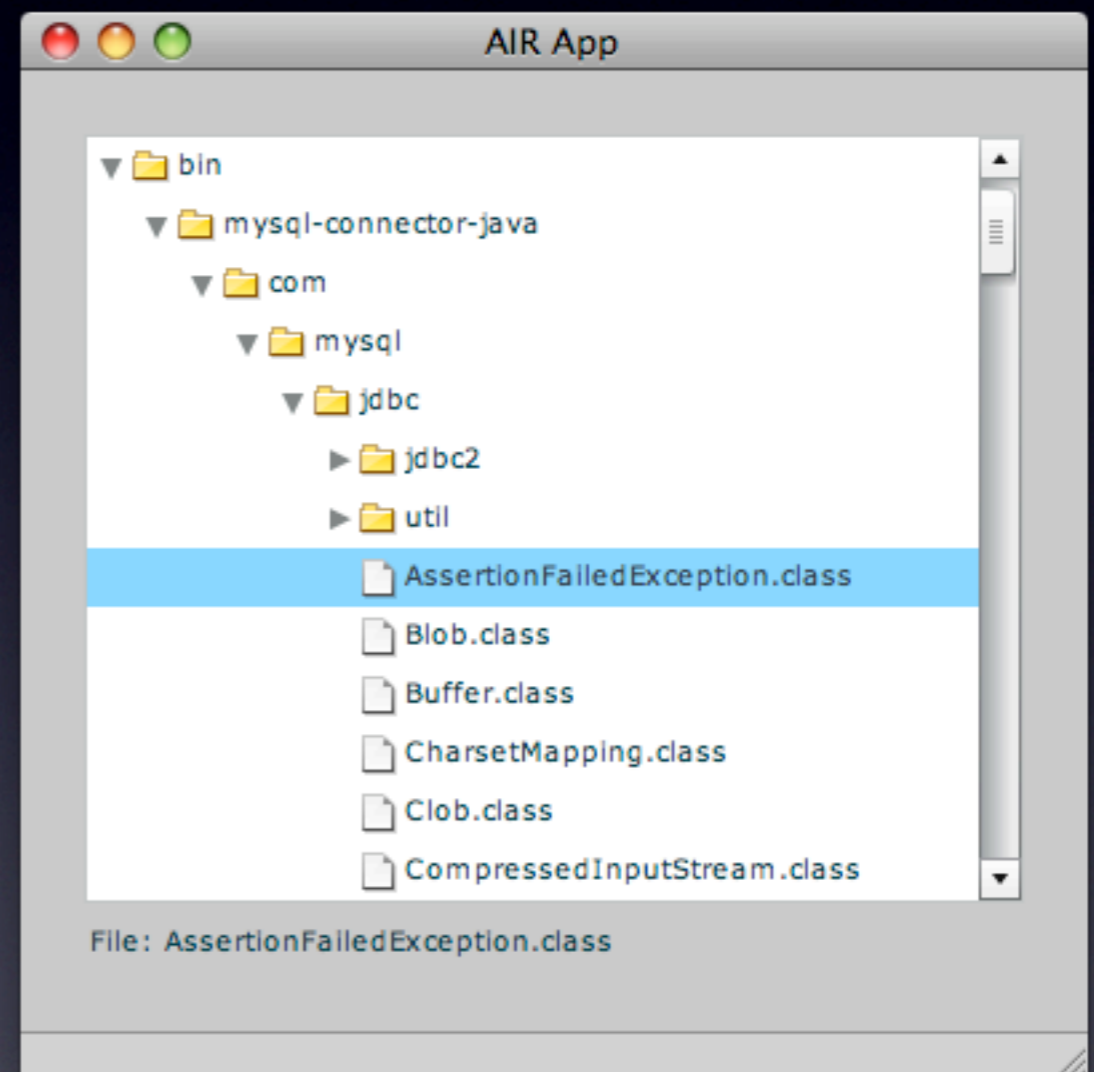 AIR App
bin
mysql-connector-java
com
mysql
jdbc
jdbc2
util
AssertionFailedException.class
Blob.class
Buffer.class
CharsetMapping.class
Clob.class
CompressedInputStream.class
File: AssertionFailedException.class